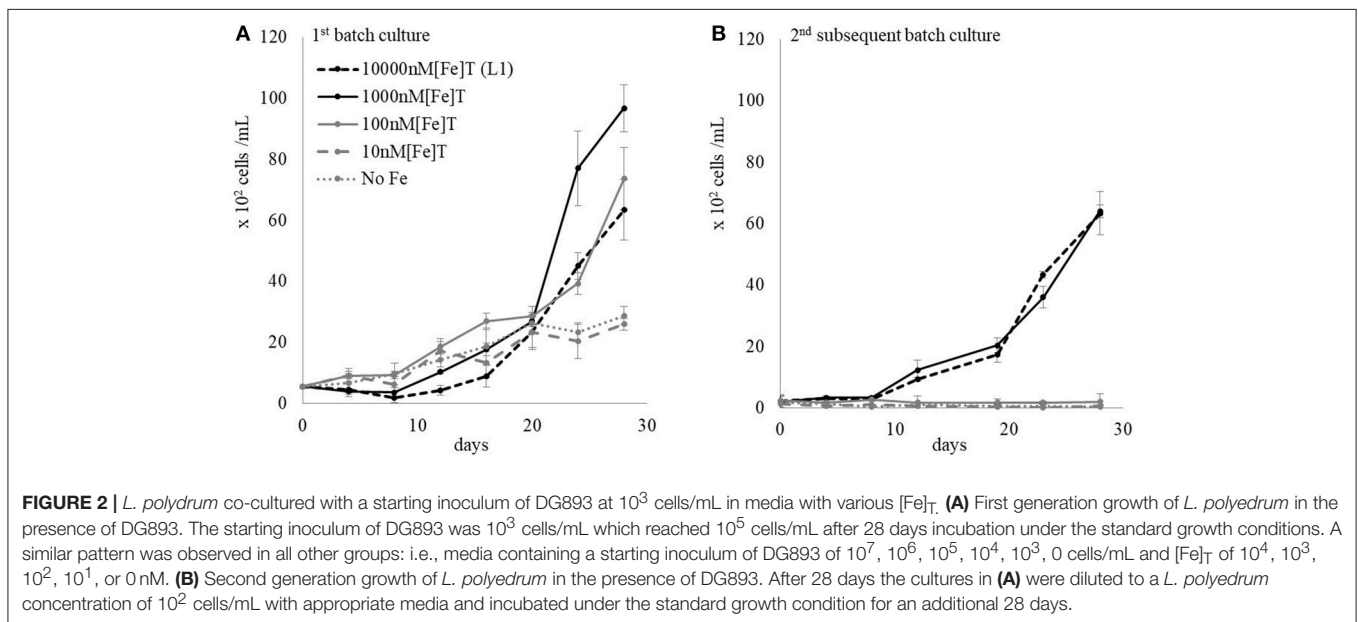 A 1st batch culture
120
100
80
60
40
20
0
x 10² cells /mL
10000nM[Fe]T (L1)
1000nM[Fe]T
100nM[Fe]T
10nM[Fe]T
No Fe
0 10 20 30
days
B 2nd subsequent batch culture
120
100
80
60
40
20
0
x 10² cells /mL
0 10 20 30
days
FIGURE 2 | L. polydrum co-cultured with a starting inoculum of DG893 at 10³ cells/mL in media with various [Fe]T. (A) First generation growth of L. polyedrum in the
presence of DG893. The starting inoculum of DG893 was 10³ cells/mL which reached 10⁵ cells/mL after 28 days incubation under the standard growth conditions. A
similar pattern was observed in all other groups: i.e., media containing a starting inoculum of DG893 of 10⁷, 10⁶, 10⁵, 10⁴, 10³, 0 cells/mL and [Fe]T of 10⁴, 10³,
10², 10¹, or 0 nM. (B) Second generation growth of L. polyedrum in the presence of DG893. After 28 days the cultures in (A) were diluted to a L. polyedrum
concentration of 10² cells/mL with appropriate media and incubated under the standard growth condition for an additional 28 days.